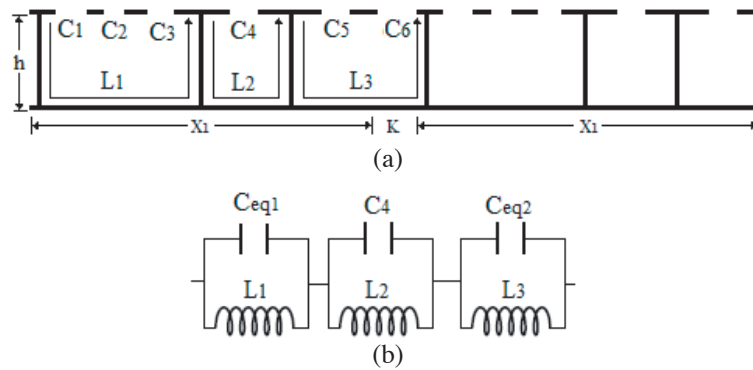 C1 C2 C3 C4 C5 C6
h
L1 L2 L3
X1 K X1
(a)
Ceq1 C4 Ceq2
L1 L2 L3
(b)